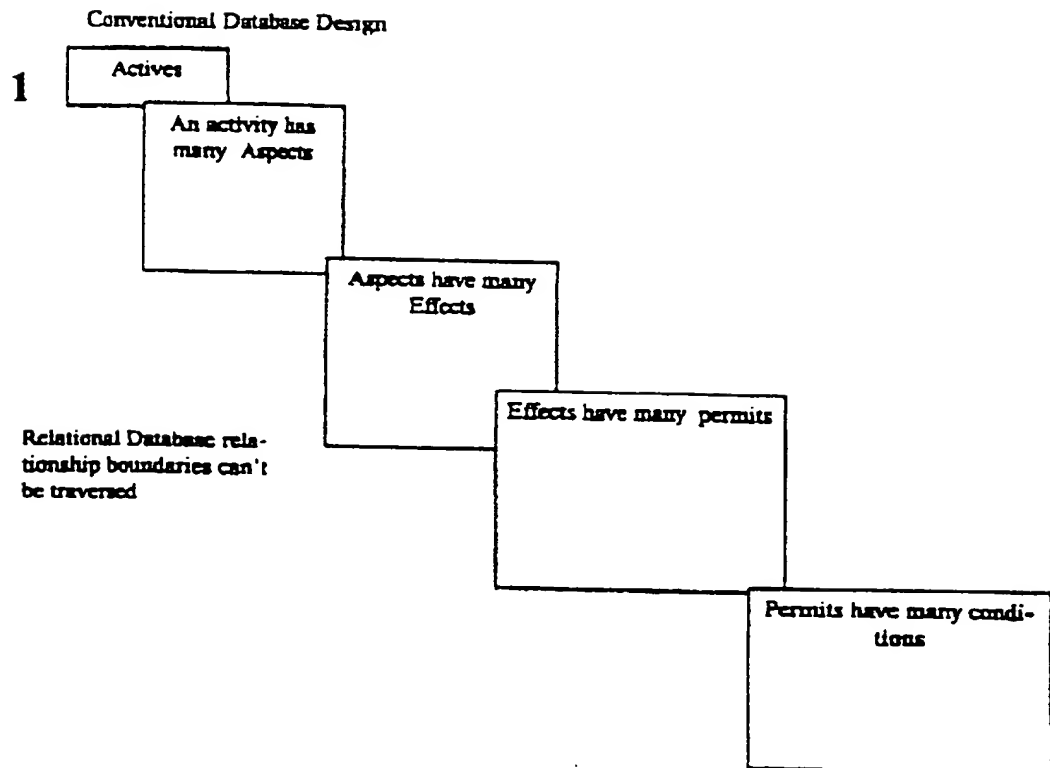 Conventional Database Design
1
Actives
An activity has
many Aspects
Aspects have many
Effects
Effects have many permits
Relational Database rela-
tionship boundaries can't
be traversed
Permits have many condi-
tions